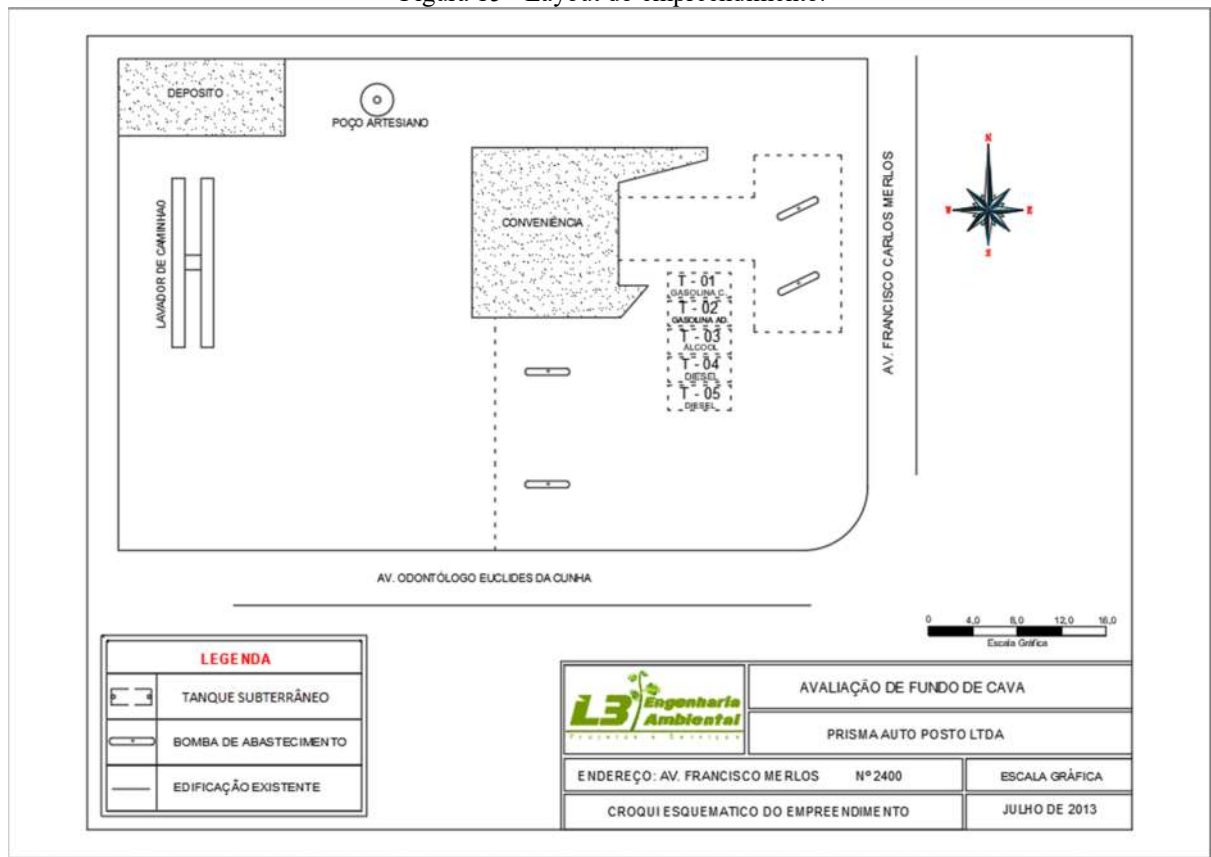 Figura 13 - Layout do empreendimento.
DEPOSITO
POÇO ARTESIANO
LAVADOR DE CAMINHAO
CONVENIÊNCIA
T - 01
GASOLINA C.
T - 02
GASOLINA AD.
T - 03
ÁLCOOL
T - 04
DIESEL
T - 05
DIESEL
AV. FRANCISCO CARLOS MERLOS
N
E
S
AV. ODONTÓLOGO EUCLIDES DA CUNHA
0 4,0 8,0 12,0 16,0
Escala Gráfica
LEGENDA
TANQUE SUBTERRÂNEO
BOMBA DE ABASTECIMENTO
EDIFICAÇÃO EXISTENTE
L3 Engenharia
Ambiental
Projetos e Serviços
AVALIAÇÃO DE FUNDO DE CAVA
PRISMA AUTO POSTO LTDA
ENDEREÇO: AV. FRANCISCO MERLOS Nº 2400
ESCALA GRÁFICA
CROQUI ESQUEMATICO DO EMPREENDIMENTO
JULHO DE 2013